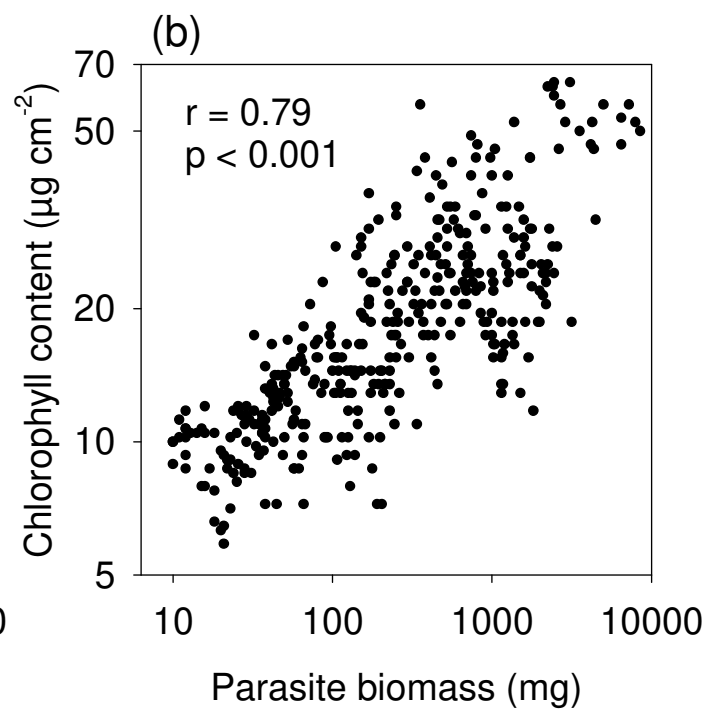 (b)
70
50
20
10
5
Chlorophyll content (µg cm⁻²)
r = 0.79
p < 0.001
0
10 100 1000 10000
Parasite biomass (mg)